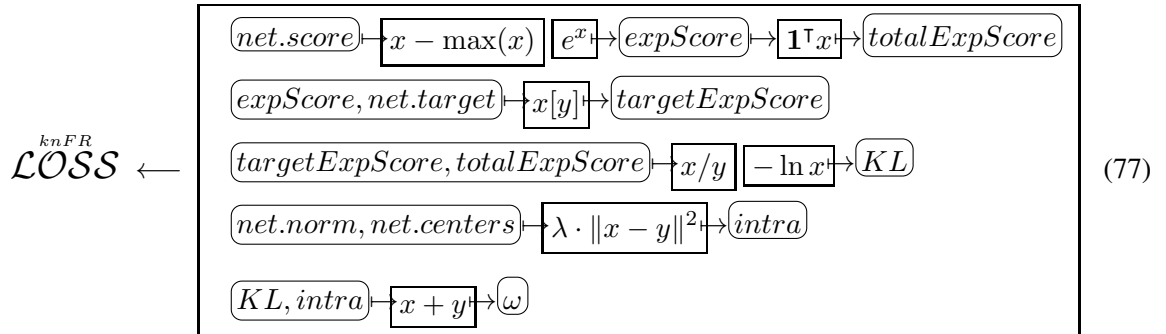 net.score ↦ x − max(x) e^x ↦ expScore ↦ 1^⊤x ↦ totalExpScore
expScore, net.target ↦ x[y] ↦ targetExpScore
knFR
LOSS ← targetExpScore, totalExpScore ↦ x/y − ln x ↦ KL (77)
net.norm, net.centers ↦ λ · ‖x − y‖² ↦ intra
KL, intra ↦ x + y ↦ ω